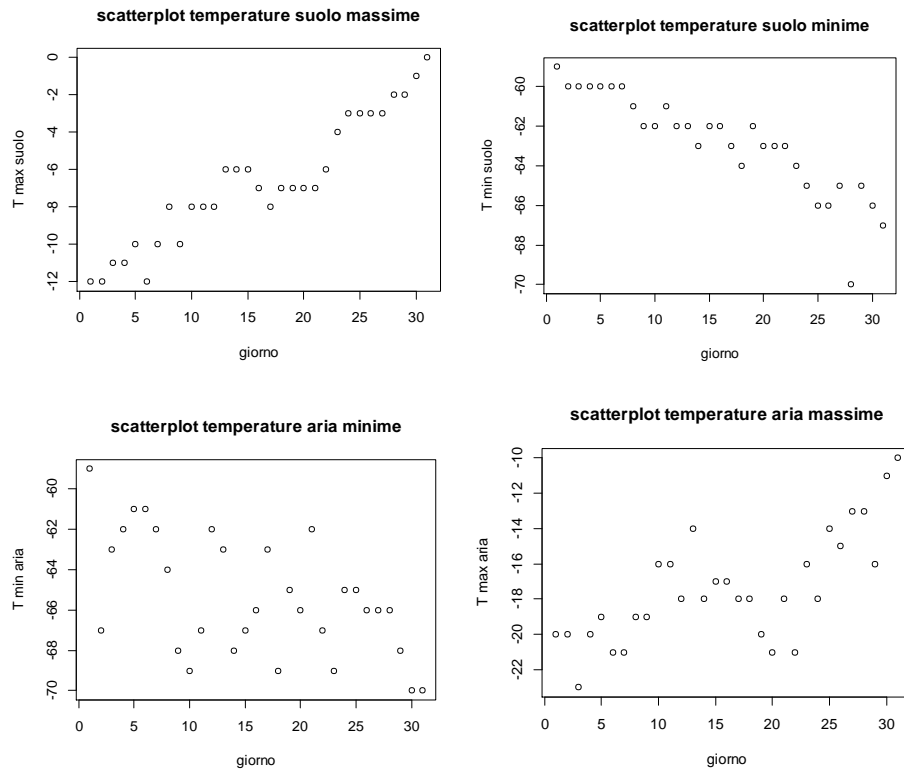 scatterplot temperature suolo massime
T max suolo
0
-2
-4
-6
-8
-10
-12
0 5 10 15 20 25 30
giorno
scatterplot temperature suolo minime
T min suolo
-60
-62
-64
-66
-68
-70
0 5 10 15 20 25 30
giorno
scatterplot temperature aria minime
T min aria
-60
-62
-64
-66
-68
-70
0 5 10 15 20 25 30
giorno
scatterplot temperature aria massime
T max aria
-10
-12
-14
-16
-18
-20
-22
0 5 10 15 20 25 30
giorno